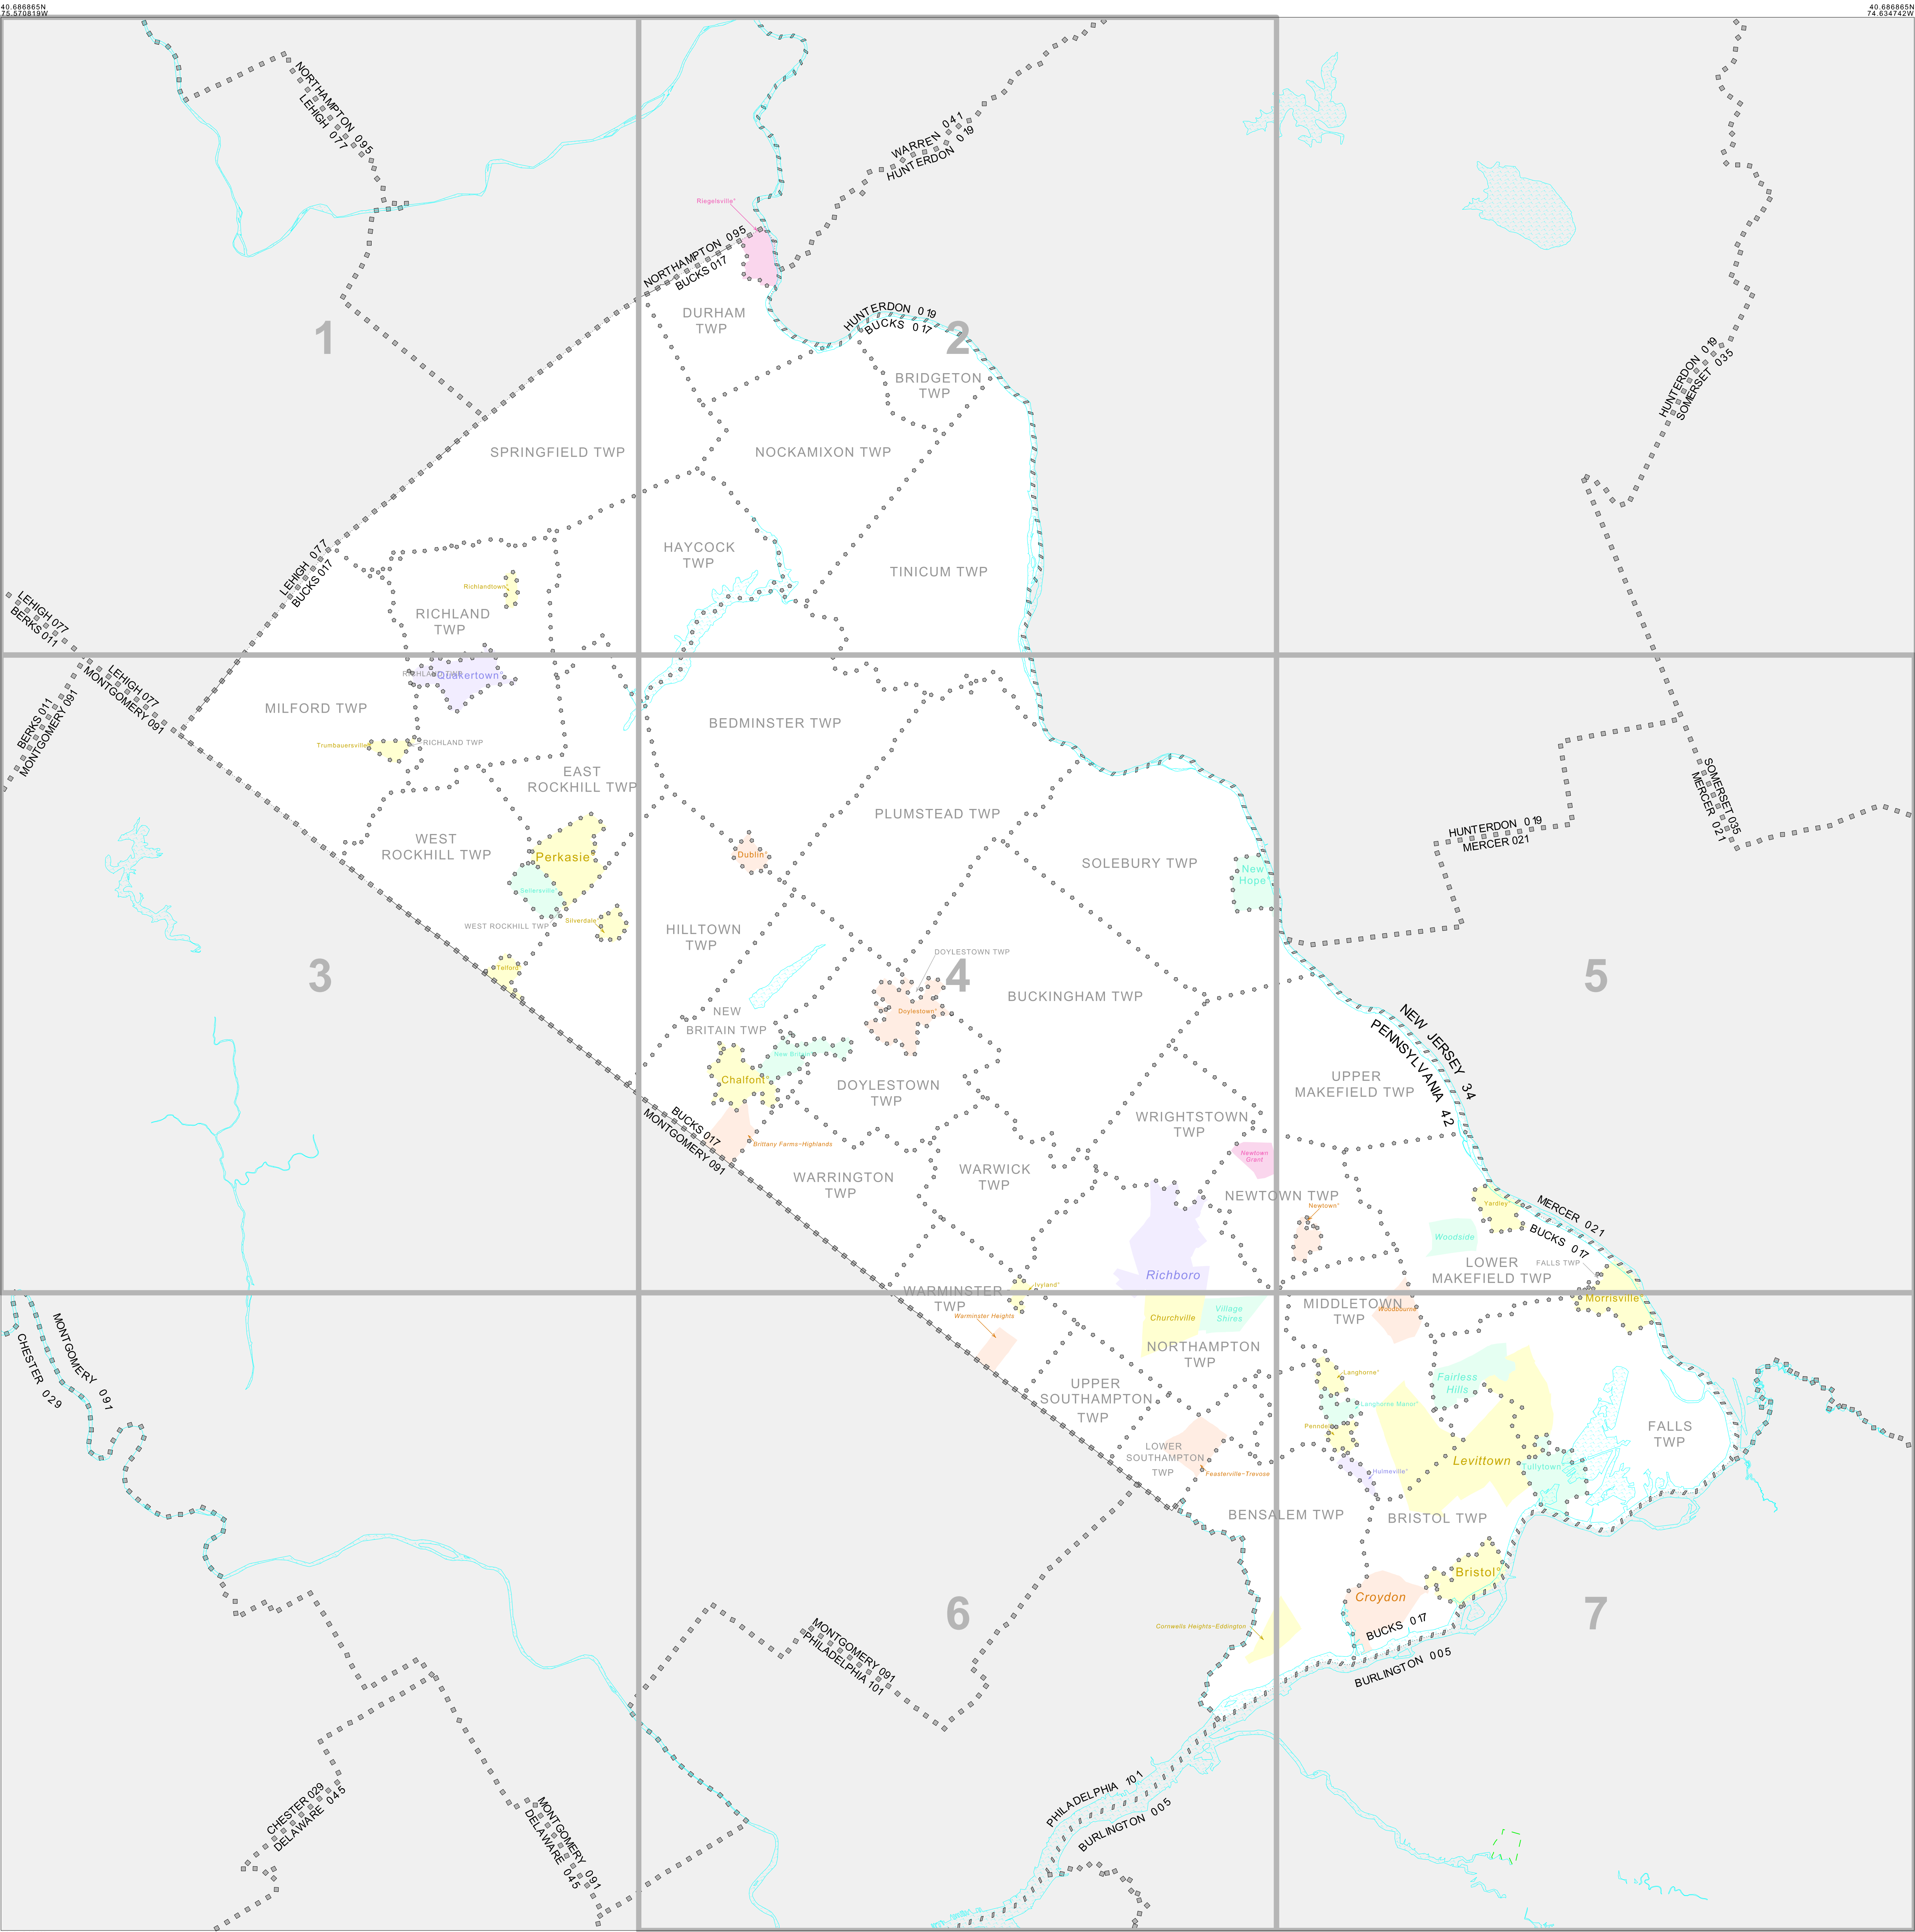 40.686865N
75.570819W
40.686865N
74.634742W
NORTHAMPTON 095
LEHIGH 077
WARREN 041
HUNTERDON 019
Riegelsville°
NORTHAMPTON 095
BUCKS 017
DURHAM
TWP
HUNTERDON 019
BUCKS 017
1
2
HUNTERDON 019
SOMERSET 035
BRIDGETON
TWP
SPRINGFIELD TWP
NOCKAMIXON TWP
HAYCOCK
TWP
TINICUM TWP
LEHIGH 077
BUCKS 017
Richlandtown°
RICHLAND
TWP
LEHIGH 077
BERKS 011
LEHIGH 077
MONTGOMERY 091
BERKS 011
MONTGOMERY 091
RICHLAND TWP
Quakertown°
MILFORD TWP
BEDMINSTER TWP
Trumbauersville°
RICHLAND TWP
EAST
ROCKHILL TWP
SOMERSET 035
MERCER 021
PLUMSTEAD TWP
HUNTERDON 019
MERCER 021
WEST
ROCKHILL TWP
Perkasie°
Dublin°
SOLEBURY TWP
New
Hope°
Sellersville°
WEST ROCKHILL TWP
Silverdale°
HILLTOWN
TWP
DOYLESTOWN TWP
Telford°
3
4
5
BUCKINGHAM TWP
NEW
BRITAIN TWP
Doylestown°
NEW JERSEY 34
PENNSYLVANIA 42
New Britain°
Chalfont°
DOYLESTOWN
TWP
UPPER
MAKEFIELD TWP
BUCKS 017
MONTGOMERY 091
WRIGHTSTOWN
TWP
Brittany Farms-Highlands
Newtown
Grant
WARRINGTON
TWP
WARWICK
TWP
NEWTOWN TWP
Newtown°
Yardley°
MERCER 021
BUCKS 017
Woodside
LOWER
MAKEFIELD TWP
FALLS TWP
Richboro
Ivyland°
WARMINSTER
TWP
Morrisville°
MIDDLETOWN
TWP
Woodbourne
Warminster Heights
Churchville
Village
Shires
MONTGOMERY 091
CHESTER 029
NORTHAMPTON
TWP
Langhorne°
Fairless
Hills
UPPER
SOUTHAMPTON
TWP
Langhorne Manor°
Penndel°
FALLS
TWP
LOWER
SOUTHAMPTON
TWP
Feasterville-Trevose
Hulmeville°
Levittown
Tullytown°
BENSALEM TWP
BRISTOL TWP
Bristol°
Croydon
6
7
Cornwells Heights-Eddington
BUCKS 017
BURLINGTON 005
MONTGOMERY 091
PHILADELPHIA 101
CHESTER 029
DELAWARE 045
MONTGOMERY 091
DELAWARE 045
PHILADELPHIA 101
BURLINGTON 005